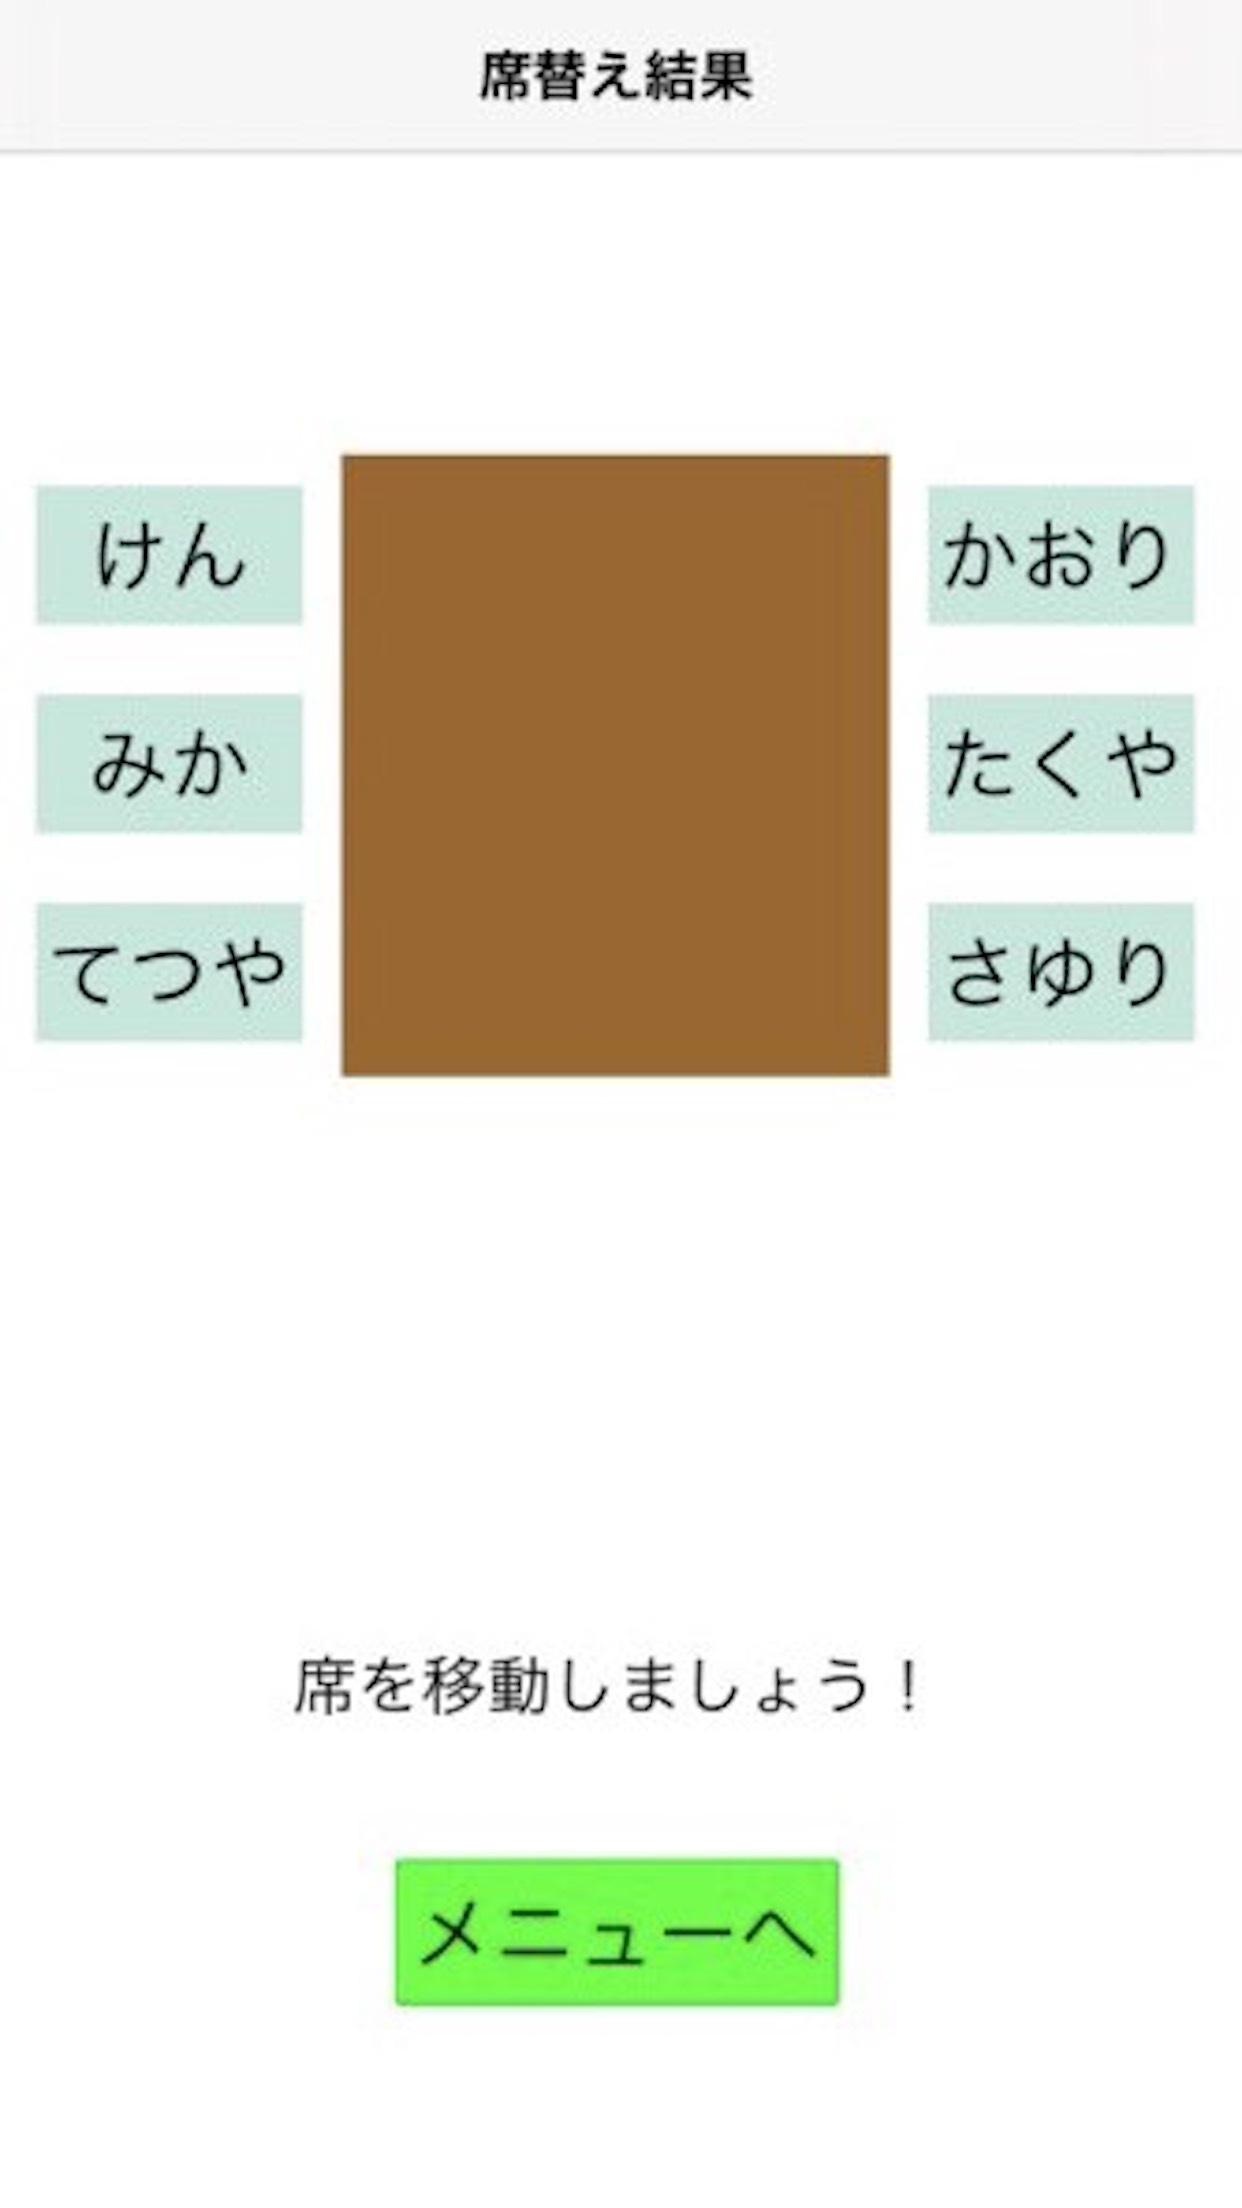 席替え結果
けん
かおり
みか
たくや
てつや
さゆり
席を移動しましょう！
メニューへ